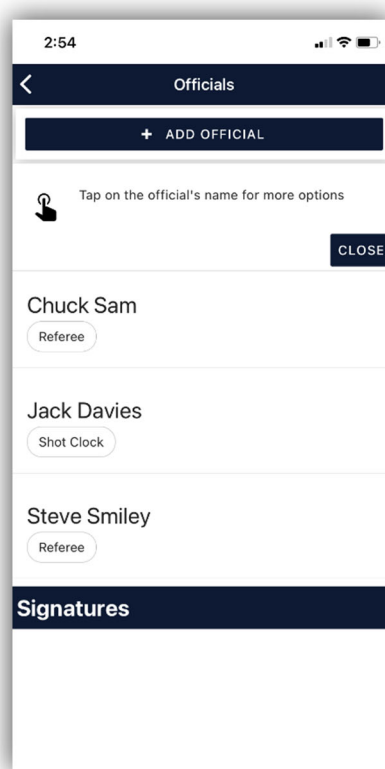 2:54
Officials
+ ADD OFFICIAL
Tap on the official's name for more options
CLOSE
Chuck Sam
Referee
Jack Davies
Shot Clock
Steve Smiley
Referee
Signatures